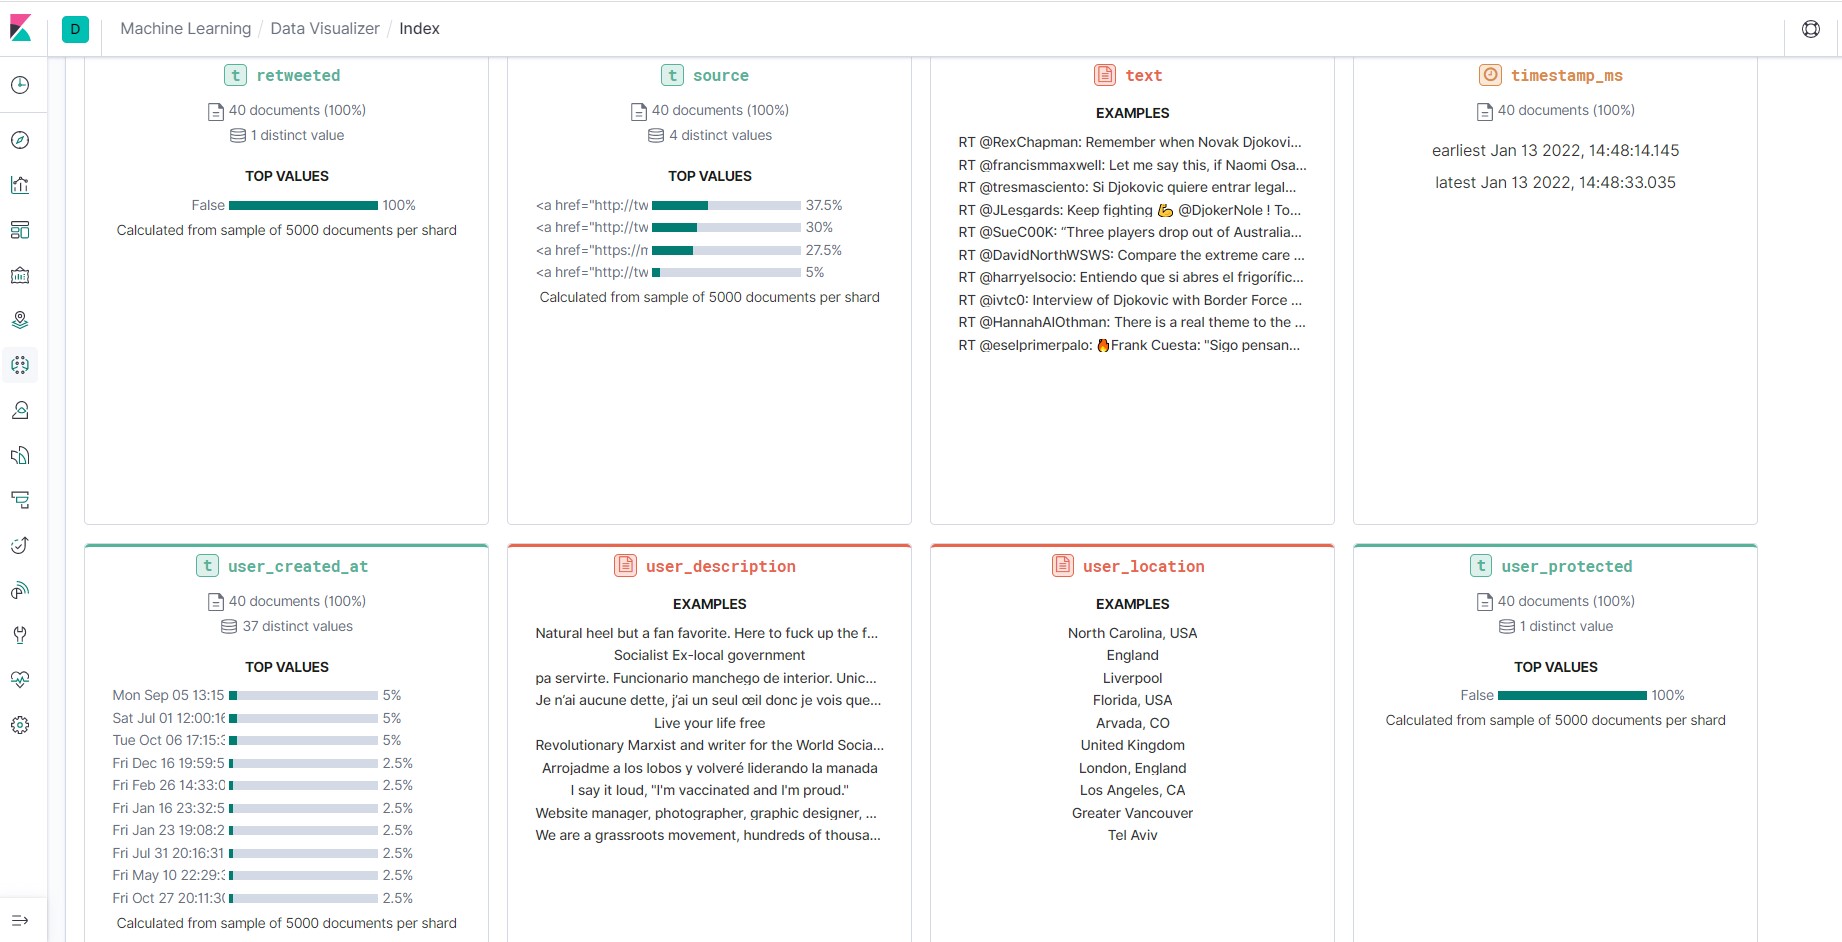 D Machine Learning / Data Visualizer / Index
t retweeted
40 documents (100%)
1 distinct value
TOP VALUES
False 100%
Calculated from sample of 5000 documents per shard
t source
40 documents (100%)
4 distinct values
TOP VALUES
<a href="http://tw 37.5%
<a href="http://tw 30%
<a href="https://m 27.5%
<a href="http://tw 5%
Calculated from sample of 5000 documents per shard
text
EXAMPLES
RT @RexChapman: Remember when Novak Djokovi...
RT @francismmaxwell: Let me say this, if Naomi Osa...
RT @tresmasciento: Si Djokovic quiere entrar legal...
RT @JLesgards: Keep fighting 💪 @DjokerNole ! To...
RT @SueC00K: “Three players drop out of Australia...
RT @DavidNorthWSWS: Compare the extreme care ...
RT @harryelsocio: Entiendo que si abres el frigorífic...
RT @ivtc0: Interview of Djokovic with Border Force ...
RT @HannahAlOthman: There is a real theme to the ...
RT @eselprimerpalo: 🔥Frank Cuesta: "Sigo pensan...
timestamp_ms
40 documents (100%)
earliest Jan 13 2022, 14:48:14.145
latest Jan 13 2022, 14:48:33.035
t user_created_at
40 documents (100%)
37 distinct values
TOP VALUES
Mon Sep 05 13:15 5%
Sat Jul 01 12:00:16 5%
Tue Oct 06 17:15:3 5%
Fri Dec 16 19:59:5 2.5%
Fri Feb 26 14:33:0 2.5%
Fri Jan 16 23:32:5 2.5%
Fri Jan 23 19:08:2 2.5%
Fri Jul 31 20:16:31 2.5%
Fri May 10 22:29:3 2.5%
Fri Oct 27 20:11:30 2.5%
Calculated from sample of 5000 documents per shard
user_description
EXAMPLES
Natural heel but a fan favorite. Here to fuck up the f...
Socialist Ex-local government
pa servirte. Funcionario manchego de interior. Unic...
Je n’ai aucune dette, j’ai un seul œil donc je vois que...
Live your life free
Revolutionary Marxist and writer for the World Socia...
Arrojadme a los lobos y volveré liderando la manada
I say it loud, "I'm vaccinated and I'm proud."
Website manager, photographer, graphic designer, ...
We are a grassroots movement, hundreds of thousa...
user_location
EXAMPLES
North Carolina, USA
England
Liverpool
Florida, USA
Arvada, CO
United Kingdom
London, England
Los Angeles, CA
Greater Vancouver
Tel Aviv
t user_protected
40 documents (100%)
1 distinct value
TOP VALUES
False 100%
Calculated from sample of 5000 documents per shard